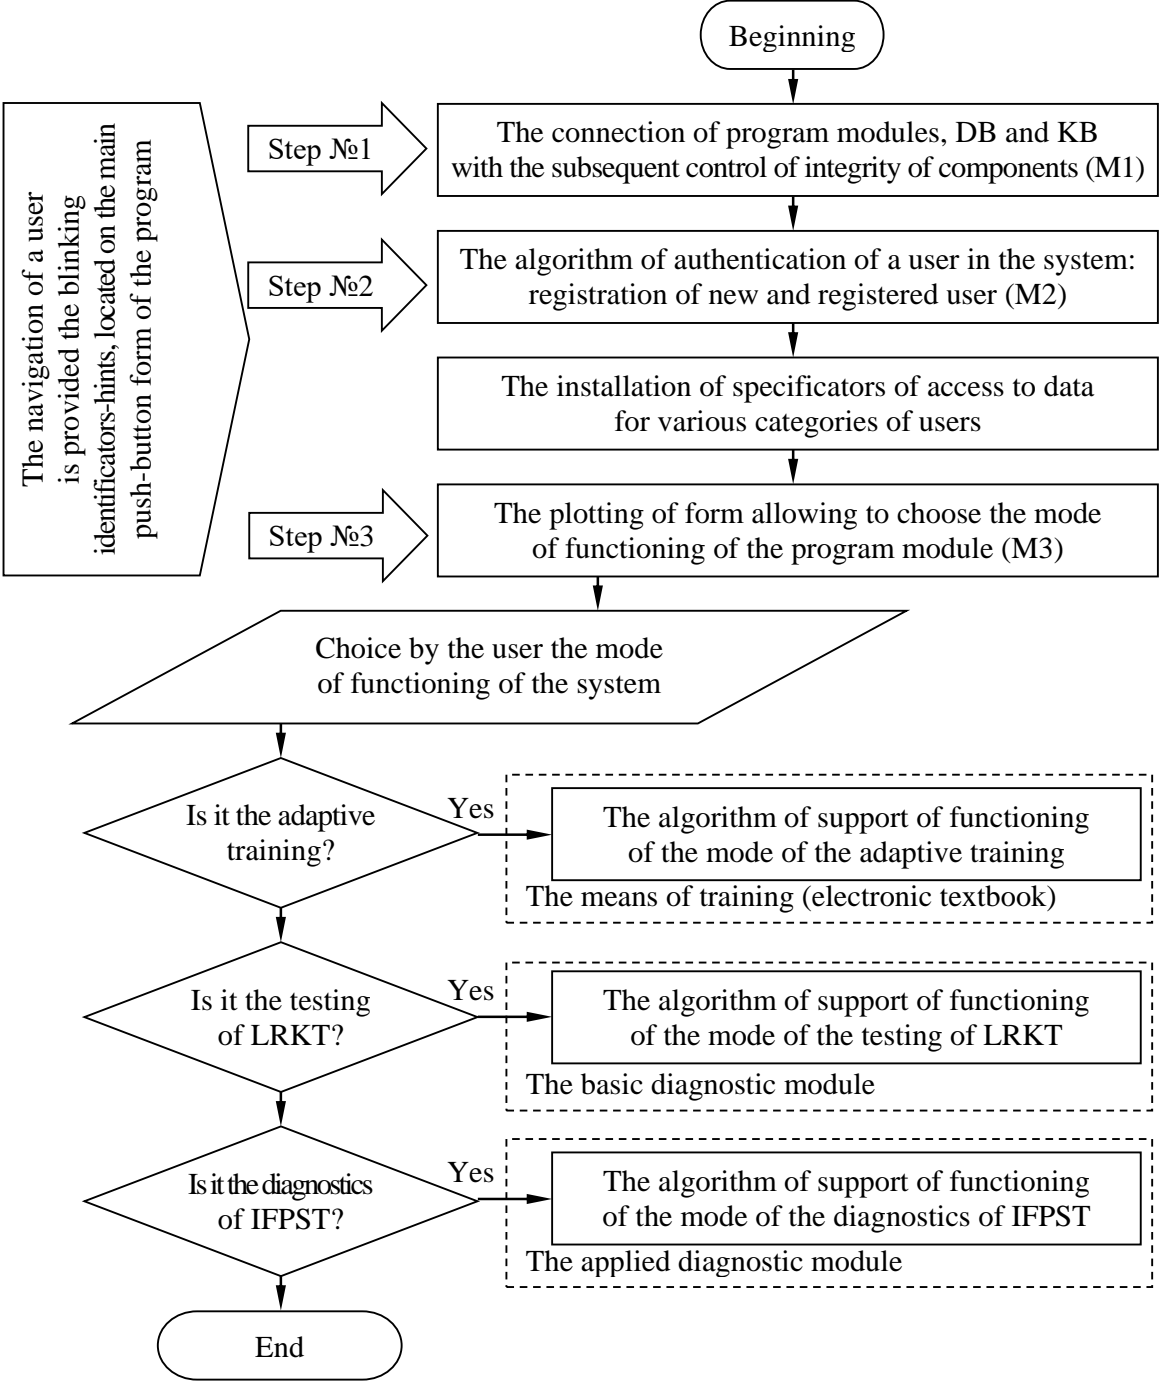 Beginning
The navigation of a user
is provided the blinking
identificators-hints, located on the main
push-button form of the program
Step №1
The connection of program modules, DB and KB
with the subsequent control of integrity of components (M1)
Step №2
The algorithm of authentication of a user in the system:
registration of new and registered user (M2)
The installation of specificators of access to data
for various categories of users
Step №3
The plotting of form allowing to choose the mode
of functioning of the program module (M3)
Choice by the user the mode
of functioning of the system
Is it the adaptive
training?
Yes
The algorithm of support of functioning
of the mode of the adaptive training
The means of training (electronic textbook)
Is it the testing
of LRKT?
Yes
The algorithm of support of functioning
of the mode of the testing of LRKT
The basic diagnostic module
Is it the diagnostics
of IFPST?
Yes
The algorithm of support of functioning
of the mode of the diagnostics of IFPST
The applied diagnostic module
End